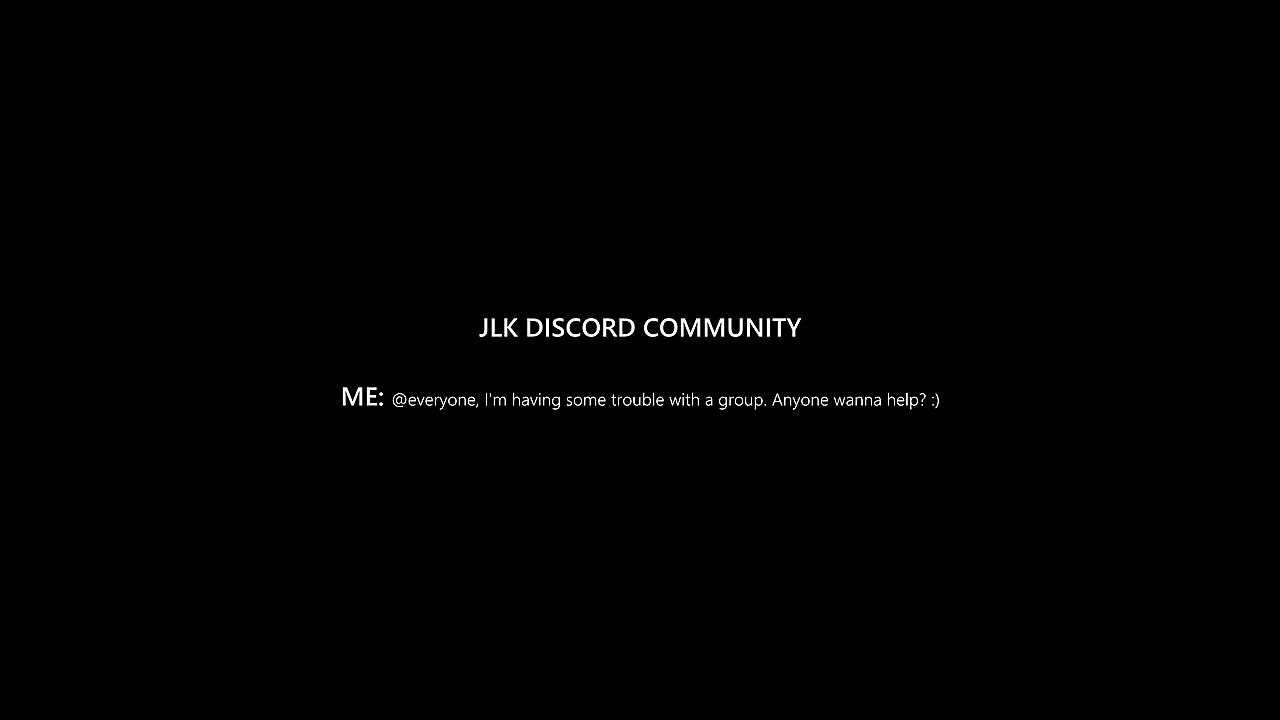 JLK DISCORD COMMUNITY
ME: @everyone, I'm having some trouble with a group. Anyone wanna help? :)